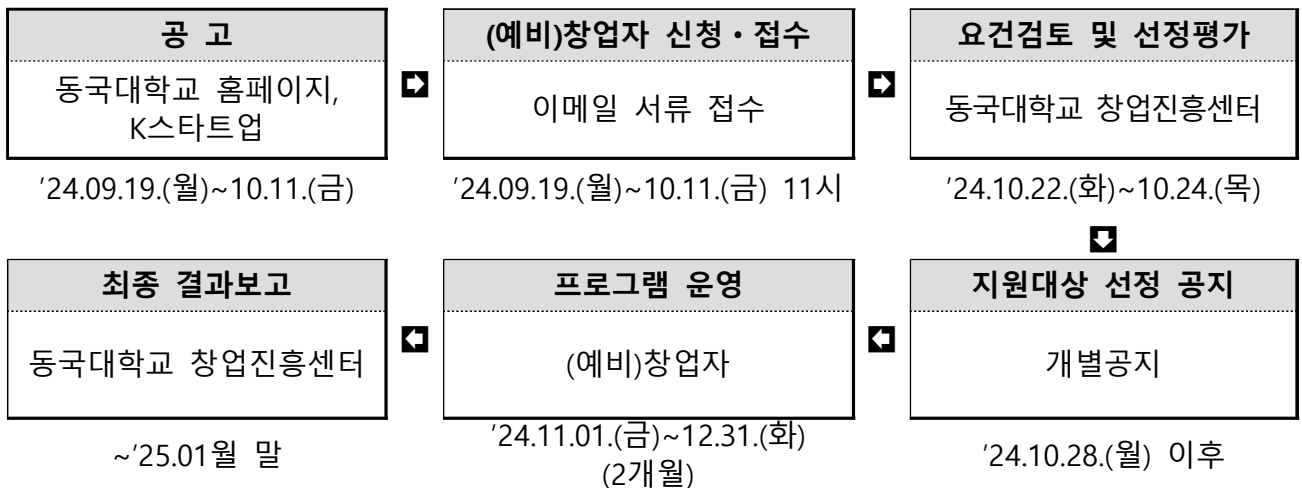 공 고
동국대학교 홈페이지,
K스타트업
'24.09.19.(월)~10.11.(금)
(예비)창업자 신청・접수
이메일 서류 접수
'24.09.19.(월)~10.11.(금) 11시
요건검토 및 선정평가
동국대학교 창업진흥센터
'24.10.22.(화)~10.24.(목)
지원대상 선정 공지
개별공지
'24.10.28.(월) 이후
프로그램 운영
(예비)창업자
'24.11.01.(금)~12.31.(화)
(2개월)
최종 결과보고
동국대학교 창업진흥센터
~'25.01월 말